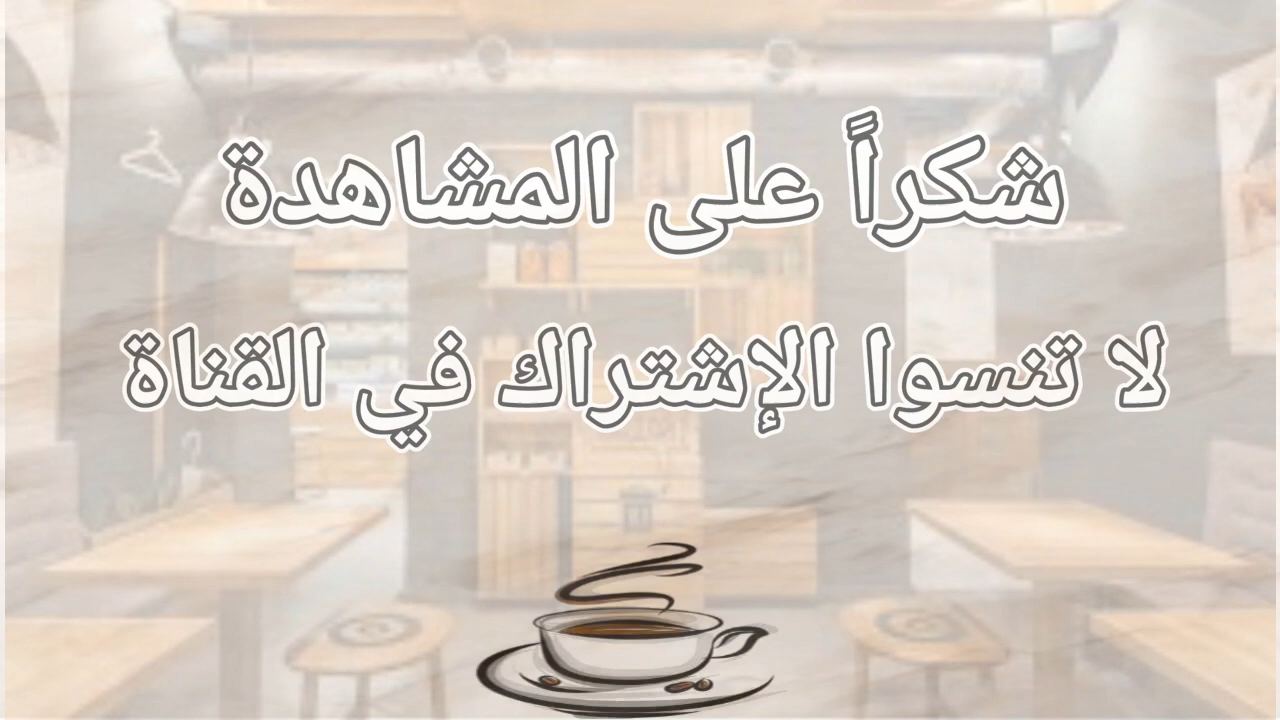 شكراً على المشاهدة
لا تنسوا الإشتراك في القناة